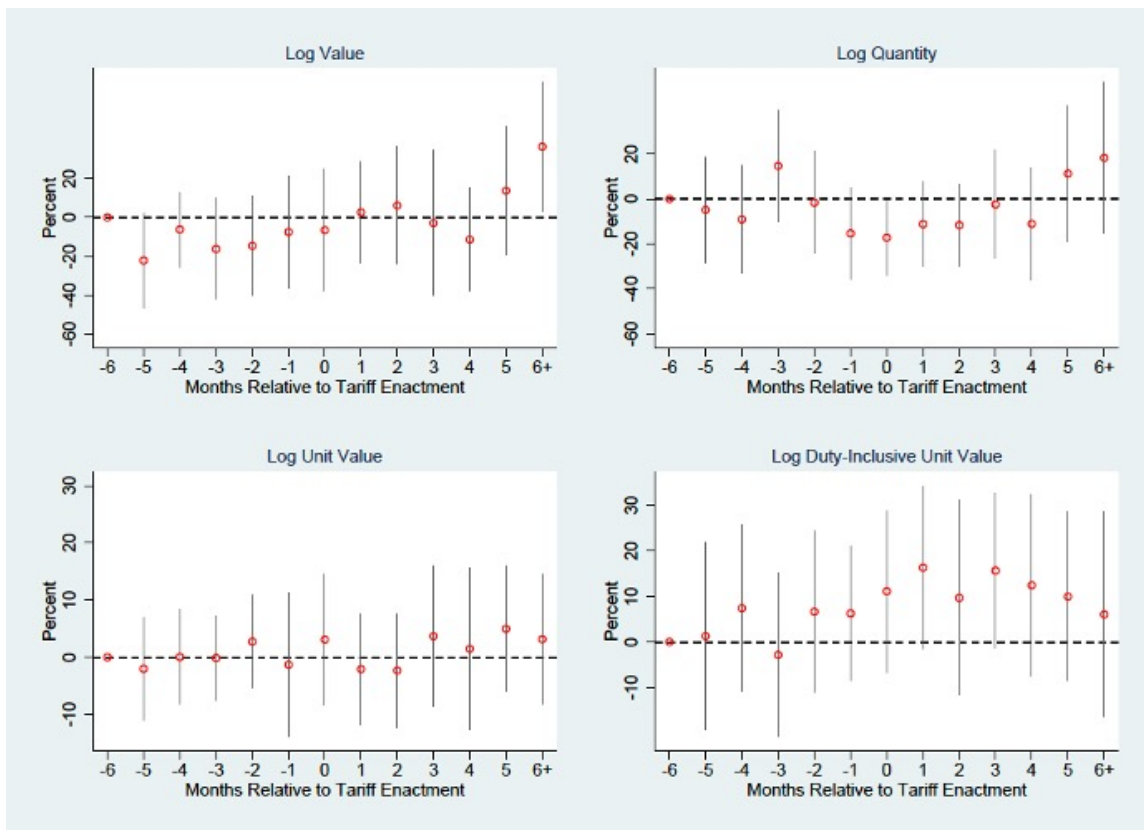 Log Value
Percent
20
0
-20
-40
-60
-6 -5 -4 -3 -2 -1 0 1 2 3 4 5 6+
Months Relative to Tariff Enactment
Log Quantity
Percent
20
0
-20
-40
-60
-6 -5 -4 -3 -2 -1 0 1 2 3 4 5 6+
Months Relative to Tariff Enactment
Log Unit Value
Percent
30
20
10
0
-10
-6 -5 -4 -3 -2 -1 0 1 2 3 4 5 6+
Months Relative to Tariff Enactment
Log Duty-Inclusive Unit Value
Percent
30
20
10
0
-10
-6 -5 -4 -3 -2 -1 0 1 2 3 4 5 6+
Months Relative to Tariff Enactment